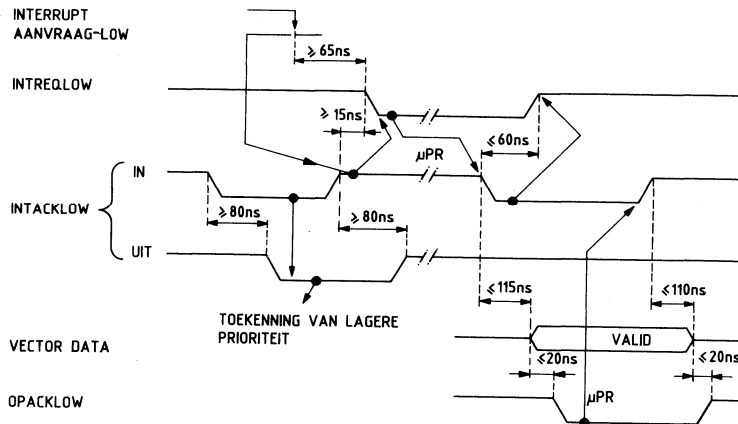 INTERRUPT
AANVRAAG-LOW
⩾ 65ns
INTREQLOW
⩾ 15ns
≤ 60ns
µPR
IN
INTACKLOW
⩾ 80ns
⩾ 80ns
UIT
≤115ns
≤110ns
TOEKENNING VAN LAGERE
PRIORITEIT
VECTOR DATA
VALID
≤20ns
≤20ns
OPACKLOW
µPR